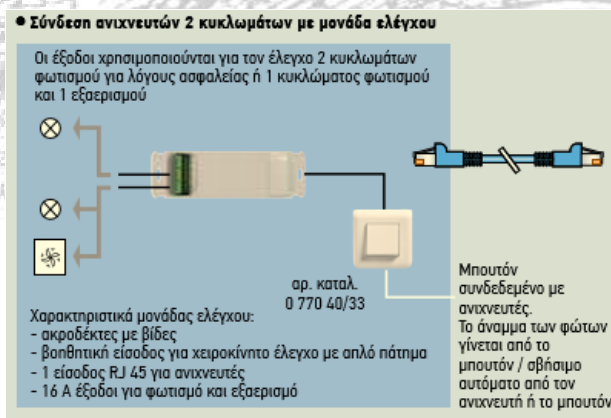 • Σύνδεση ανιχνευτών 2 κυκλωμάτων με μονάδα ελέγχου
Οι έξοδοι χρησιμοποιούνται για τον έλεγχο 2 κυκλωμάτων
φωτισμού για λόγους ασφαλείας ή 1 κυκλώματος φωτισμού
και 1 εξαερισμού
αρ. καταλ.
0 770 40/33
Χαρακτηριστικά μονάδας ελέγχου:
- ακροδέκτες με βίδες
- βοηθητική είσοδος για χειροκίνητο έλεγχο με απλό πάτημα
- 1 είσοδος RJ 45 για ανιχνευτές
- 16 Α έξοδοι για φωτισμό και εξαερισμό
Μπουτόν
συνδεδεμένο με
ανιχνευτές.
Το άναμμα των φώτων
γίνεται από το
μπουτόν / σβήσιμο
αυτόματο από τον
ανιχνευτή ή το μπουτόν